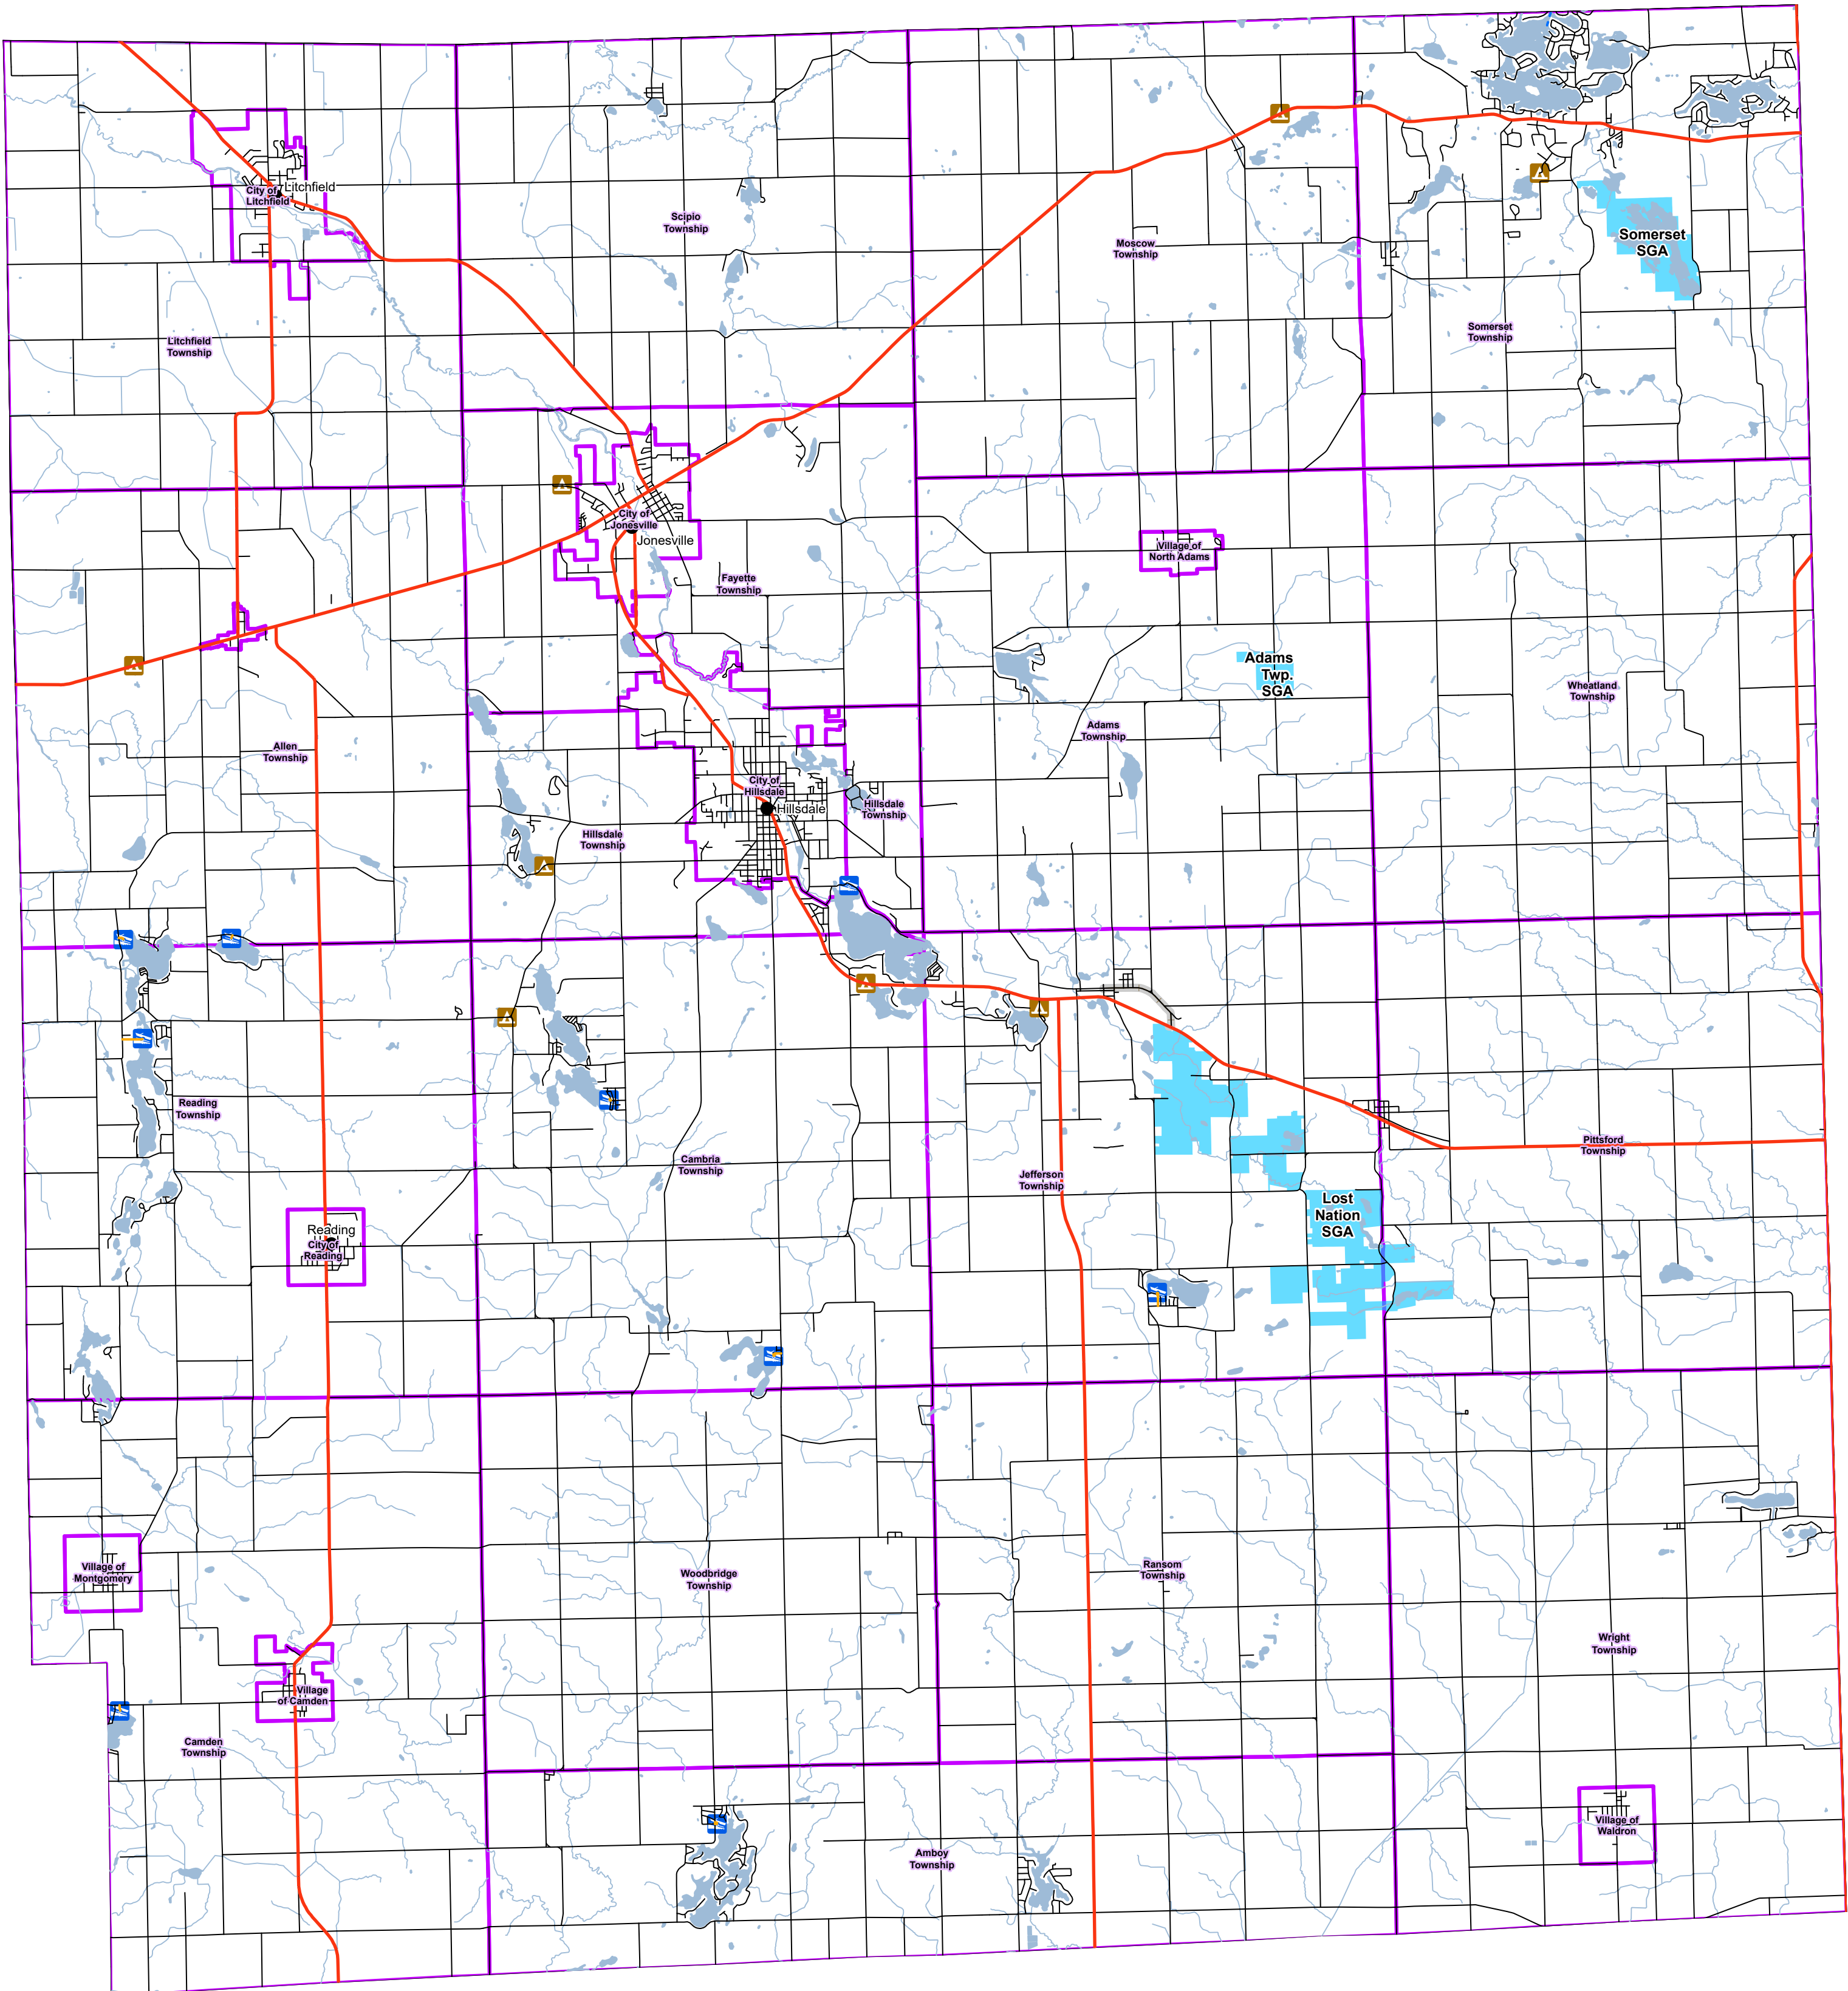 Litchfield
City of
Litchfield
Scipio
Township
Moscow
Township
Somerset
SGA
Somerset
Township
Litchfield
Township
City of
Jonesville
Jonesville
Village of
North Adams
Fayette
Township
Adams
Twp.
SGA
Wheatland
Township
Adams
Township
Allen
Township
City of
Hillsdale
Hillsdale
Hillsdale
Township
Hillsdale
Township
Reading
Township
Pittsford
Township
Cambria
Township
Jefferson
Township
Lost
Nation
SGA
Reading
City of
Reading
Village of
Montgomery
Woodbridge
Township
Ransom
Township
Wright
Township
Village
of Camden
Camden
Township
Village of
Waldron
Amboy
Township